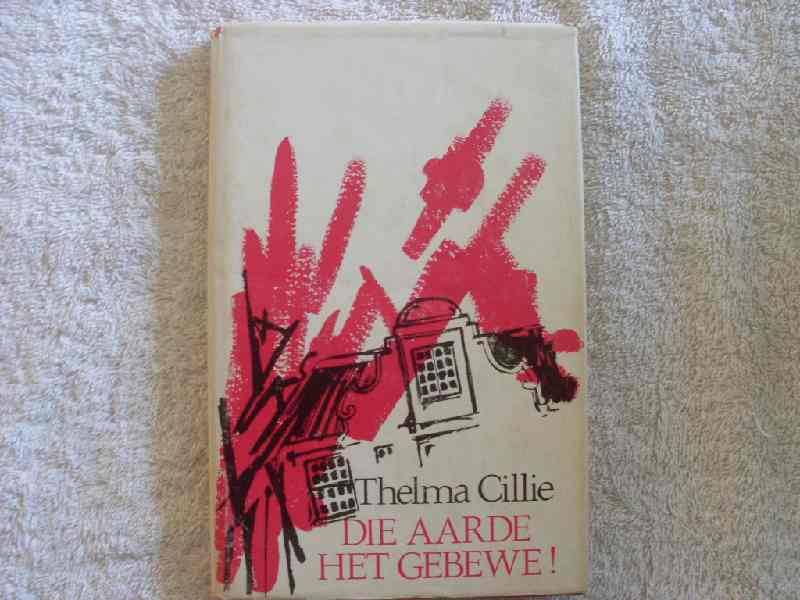 Thelma Cillie
DIE AARDE
HET GEBEWE!